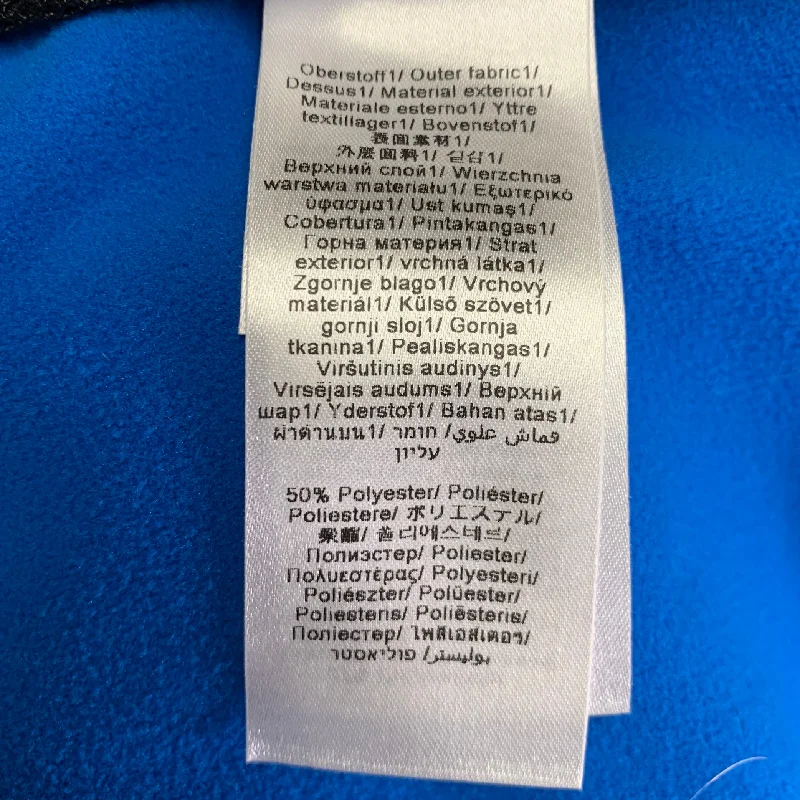 Oberstoff1/ Outer fabric1/
Dessus1/ Material exterior1/
Materiale esterno1/ Yttre
textillager1/ Bovenstof1/
表面素材1/
外层面料1/ 겉감1/
Верхний слой1/ Wierzchnia
warstwa materiału1/ Εξωτερικό
ύφασμα1/ Üst kumaş1/
Cobertura1/ Pintakangas1/
Горна материя1/ Strat
exterior1/ vrchná látka1/
Zgornje blago1/ Vrchový
materiál1/ Külső szövet1/
gornji sloj1/ Gornja
tkanina1/ Pealiskangas1/
Viršutinis audinys1/
Virsējais audums1/ Верхній
шар1/ Yderstof1/ Bahan atas1/
ผ้าด้านบน1/ חומר /قماش علوي
עליון
50% Polyester/ Poliéster/
Poliestere/ ポリエステル/
聚酯/ 폴리에스테르/
Полиэстер/ Poliester/
Πολυεστέρας/ Polyesteri/
Poliészter/ Polüester/
Poliesteris/ Poliēsteris/
Поліестер/ โพลีเอสเตอร์/
פוליאסטר /بوليستر